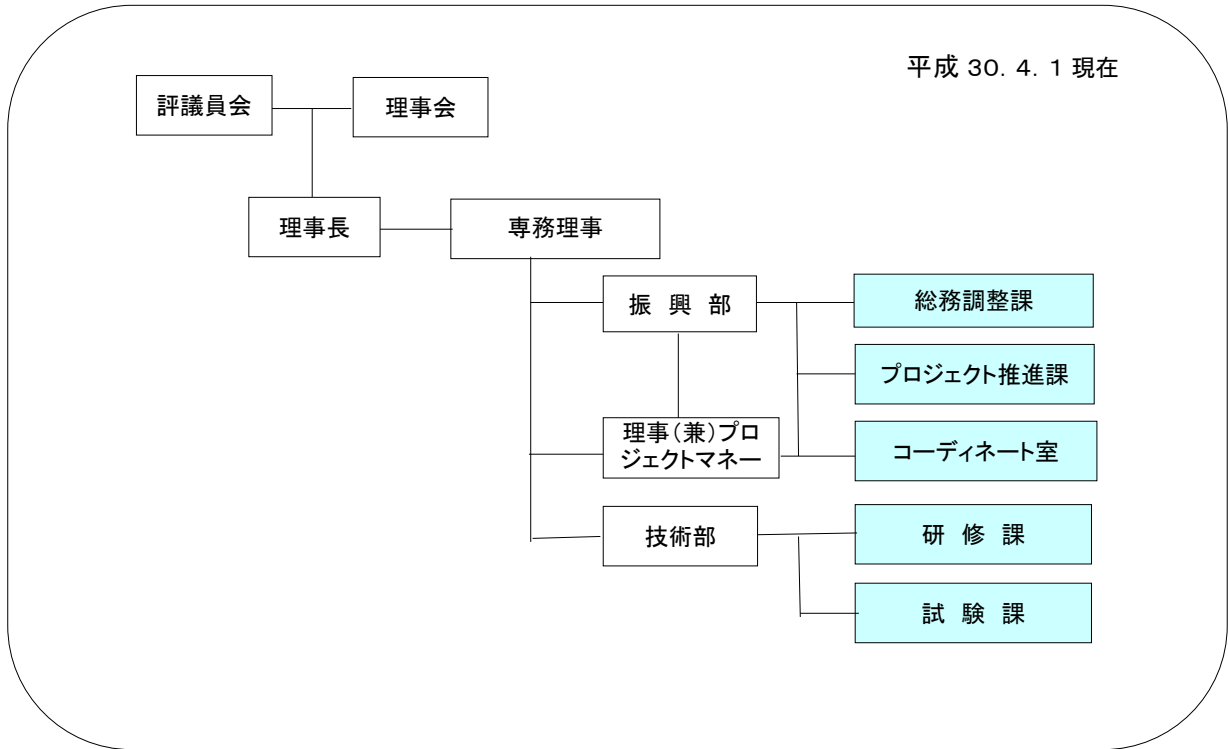 平成 30. 4. 1 現在
評議員会
理事会
理事長
専務理事
振 興 部
総務調整課
プロジェクト推進課
理事(兼)プロ
ジェクトマネー
コーディネート室
技術部
研 修 課
試 験 課